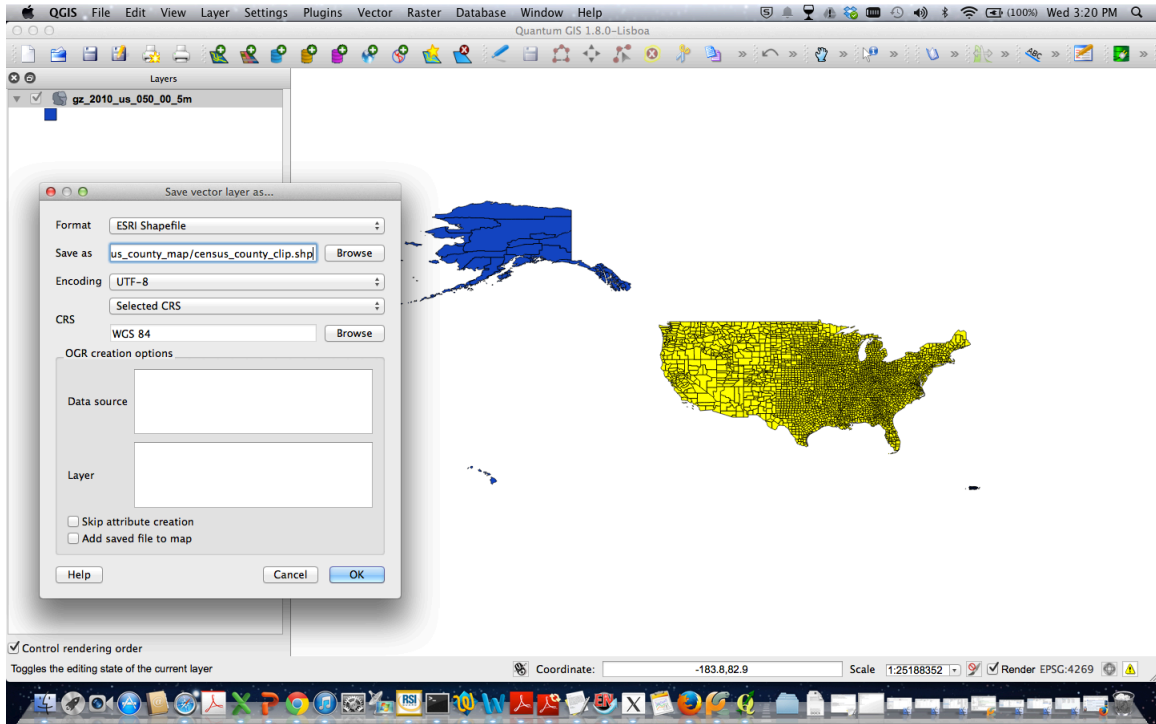 QGIS File Edit View Layer Settings Plugins Vector Raster Database Window Help (100%) Wed 3:20 PM
Quantum GIS 1.8.0-Lisboa
Layers
gz_2010_us_050_00_5m
Save vector layer as...
Format ESRI Shapefile
Save as us_county_map/census_county_clip.shp Browse
Encoding UTF-8
Selected CRS
CRS
WGS 84 Browse
OGR creation options
Data source
Layer
Skip attribute creation
Add saved file to map
Help Cancel OK
Control rendering order
Toggles the editing state of the current layer Coordinate: -183.8,82.9 Scale 1:25188352 Render EPSG:4269